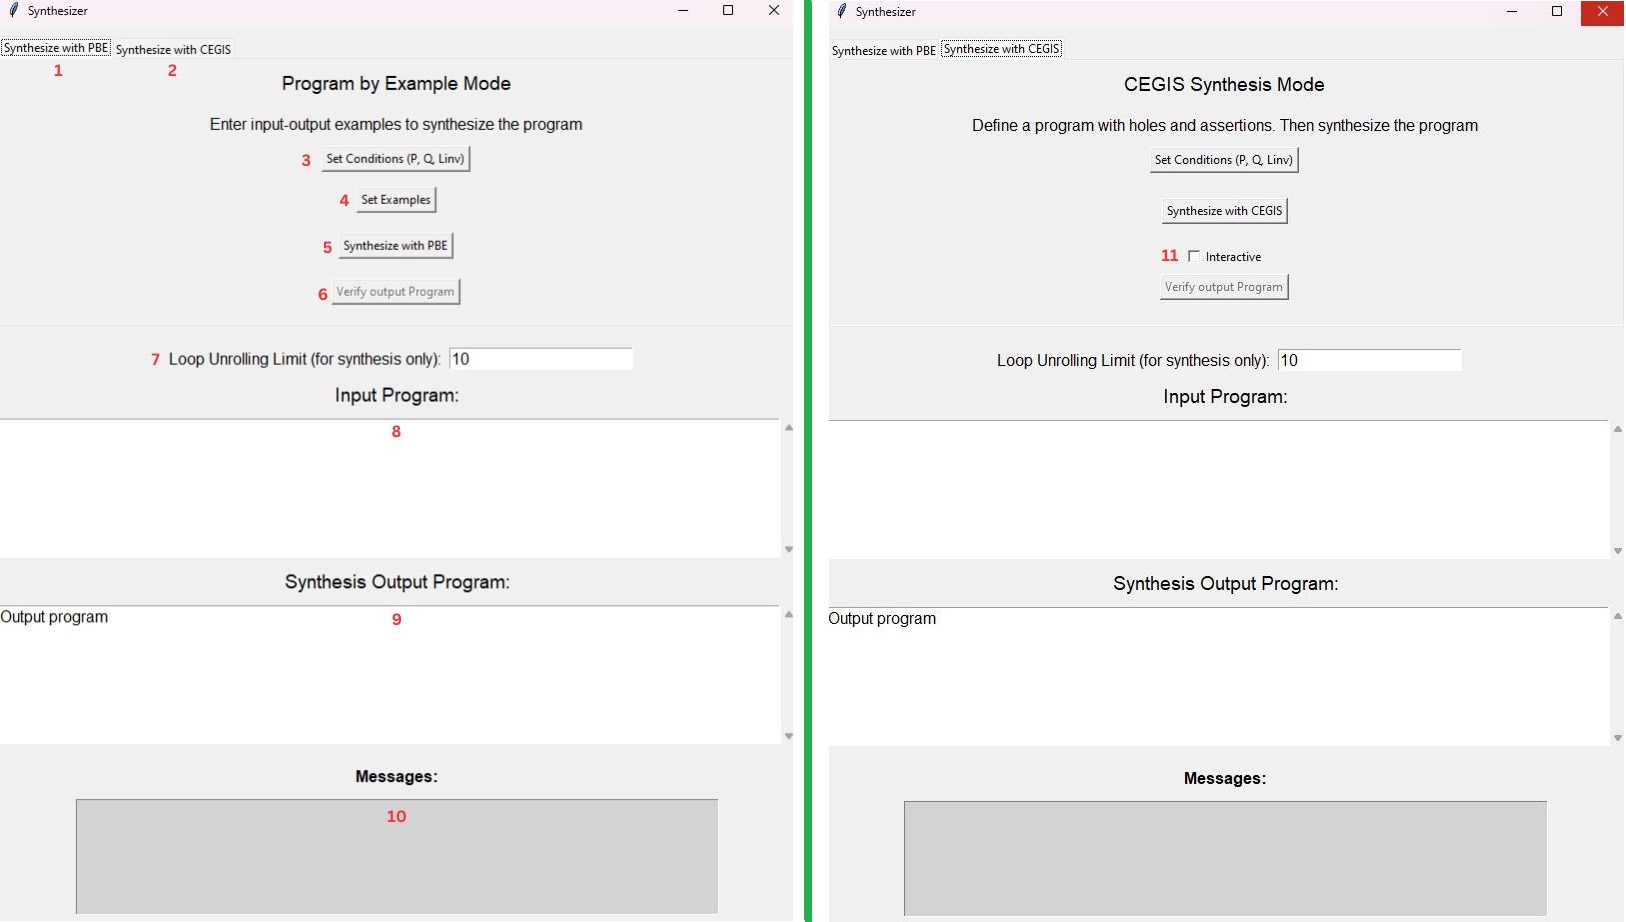 Synthesizer
Synthesize with PBE Synthesize with CEGIS
1 2
Program by Example Mode
Enter input-output examples to synthesize the program
3 Set Conditions (P, Q, Linv)
4 Set Examples
5 Synthesize with PBE
6 Verify output Program
7 Loop Unrolling Limit (for synthesis only): 10
Input Program:
8
Synthesis Output Program:
Output program
9
Messages:
10
Synthesizer
Synthesize with PBE Synthesize with CEGIS
CEGIS Synthesis Mode
Define a program with holes and assertions. Then synthesize the program
Set Conditions (P, Q, Linv)
Synthesize with CEGIS
11 Interactive
Verify output Program
Loop Unrolling Limit (for synthesis only): 10
Input Program:
Synthesis Output Program:
Output program
Messages: